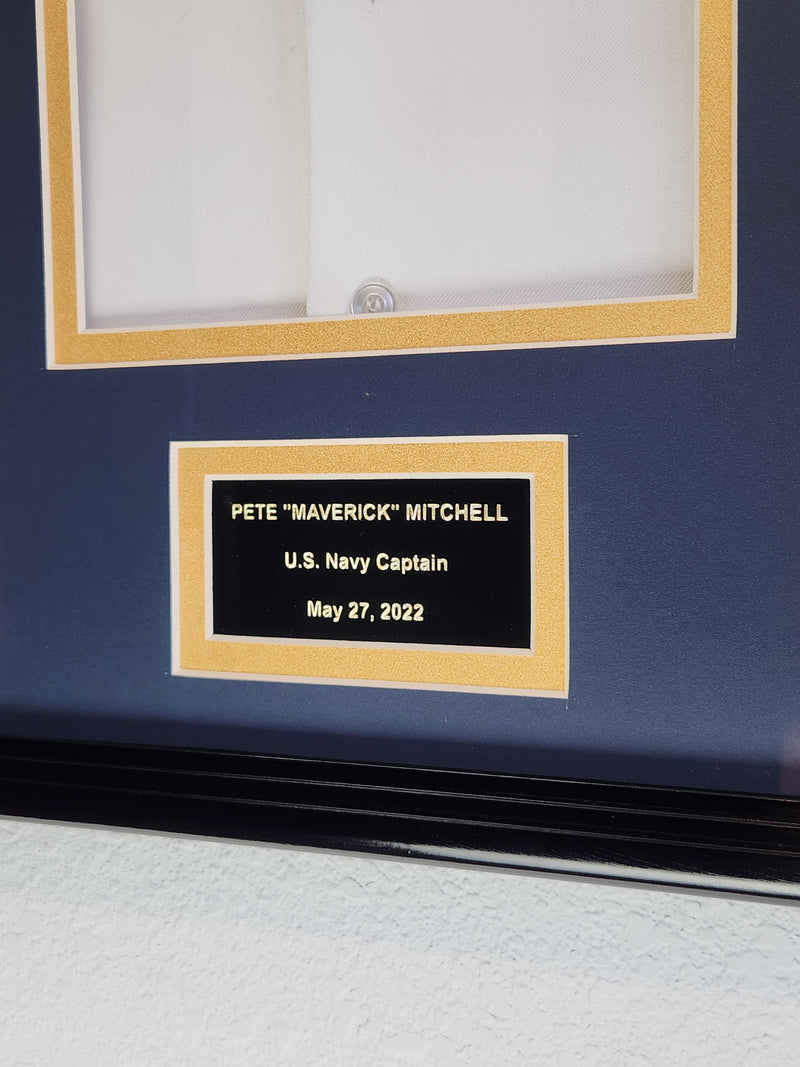 PETE "MAVERICK" MITCHELL
U.S. Navy Captain
May 27, 2022